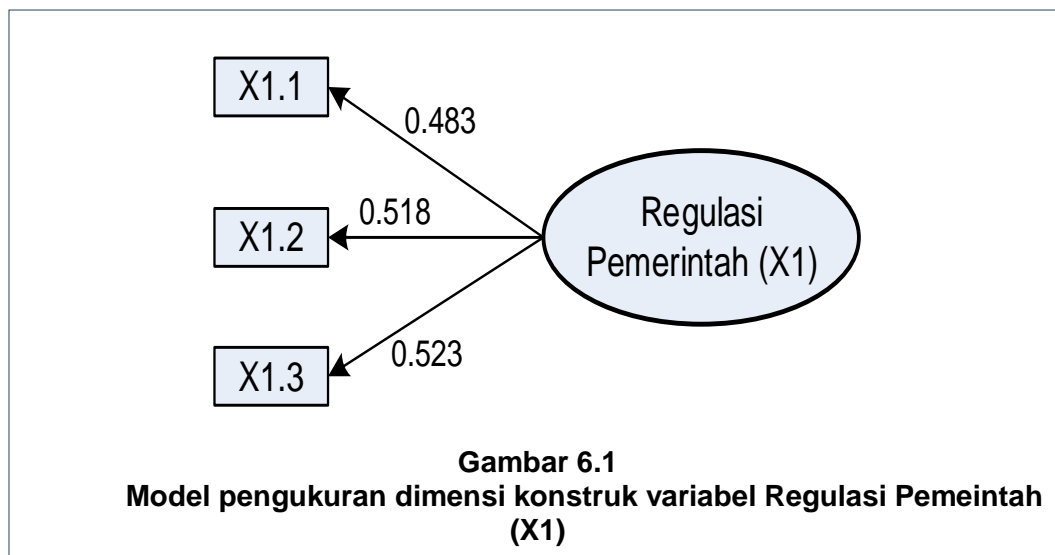 X1.1
0.483
X1.2
0.518
Regulasi
Pemerintah (X1)
X1.3
0.523
Gambar 6.1
Model pengukuran dimensi konstruk variabel Regulasi Pemeintah
(X1)